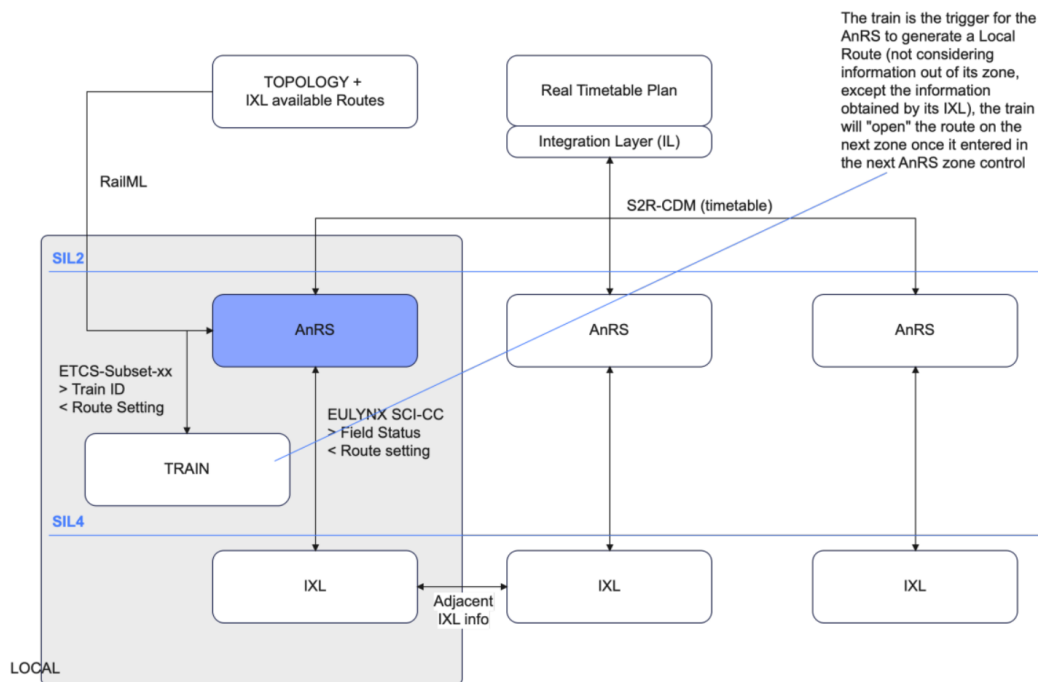 The train is the trigger for the
AnRS to generate a Local
Route (not considering
information out of its zone,
except the information
obtained by its IXL), the train
will "open" the route on the
next zone once it entered in
the next AnRS zone control
TOPOLOGY +
IXL available Routes
Real Timetable Plan
Integration Layer (IL)
RailML
S2R-CDM (timetable)
SIL2
AnRS
AnRS
AnRS
ETCS-Subset-xx
> Train ID
< Route Setting
EULYNX SCI-CC
> Field Status
< Route setting
TRAIN
SIL4
IXL
IXL
IXL
Adjacent
IXL info
LOCAL